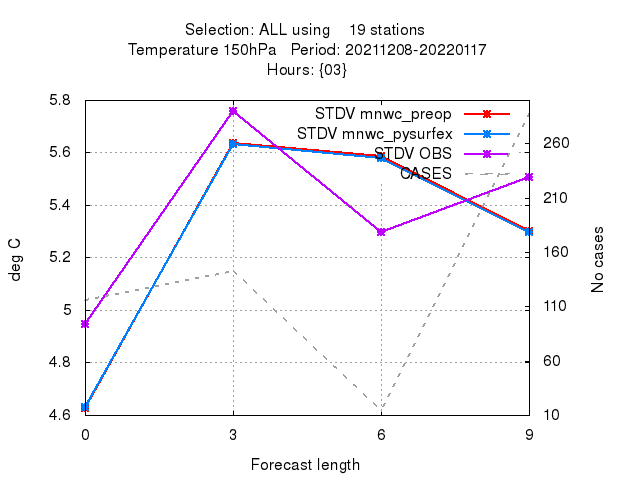 Selection: ALL using 19 stations
Temperature 150hPa Period: 20211208-20220117
Hours: {03}
STDV mnwc_preop
STDV mnwc_pysurfex
STDV OBS
CASES
5.8
5.6
5.4
5.2
5
4.8
4.6
deg C
260
210
160
110
60
10
No cases
0 3 6 9
Forecast length